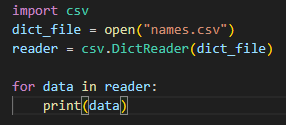 import csv
dict_file = open("names.csv")
reader = csv.DictReader(dict_file)
for data in reader:
    print(data)